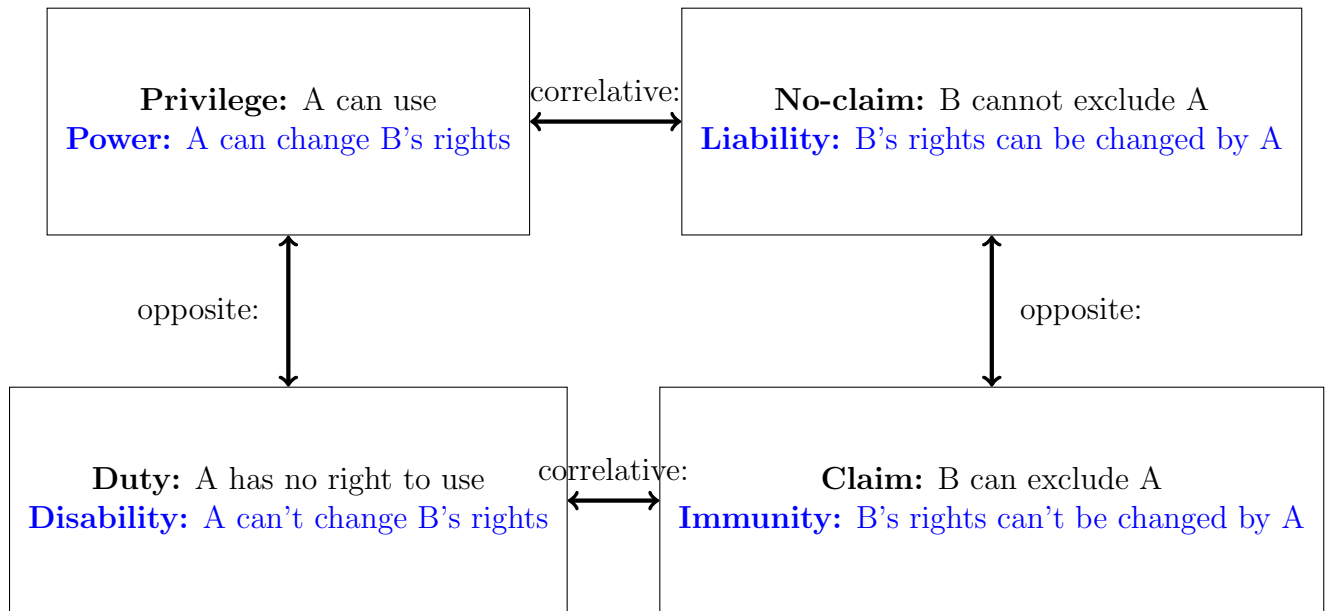 Privilege: A can use
Power: A can change B's rights
correlative:
No-claim: B cannot exclude A
Liability: B's rights can be changed by A
opposite:
opposite:
Duty: A has no right to use
Disability: A can't change B's rights
correlative:
Claim: B can exclude A
Immunity: B's rights can't be changed by A